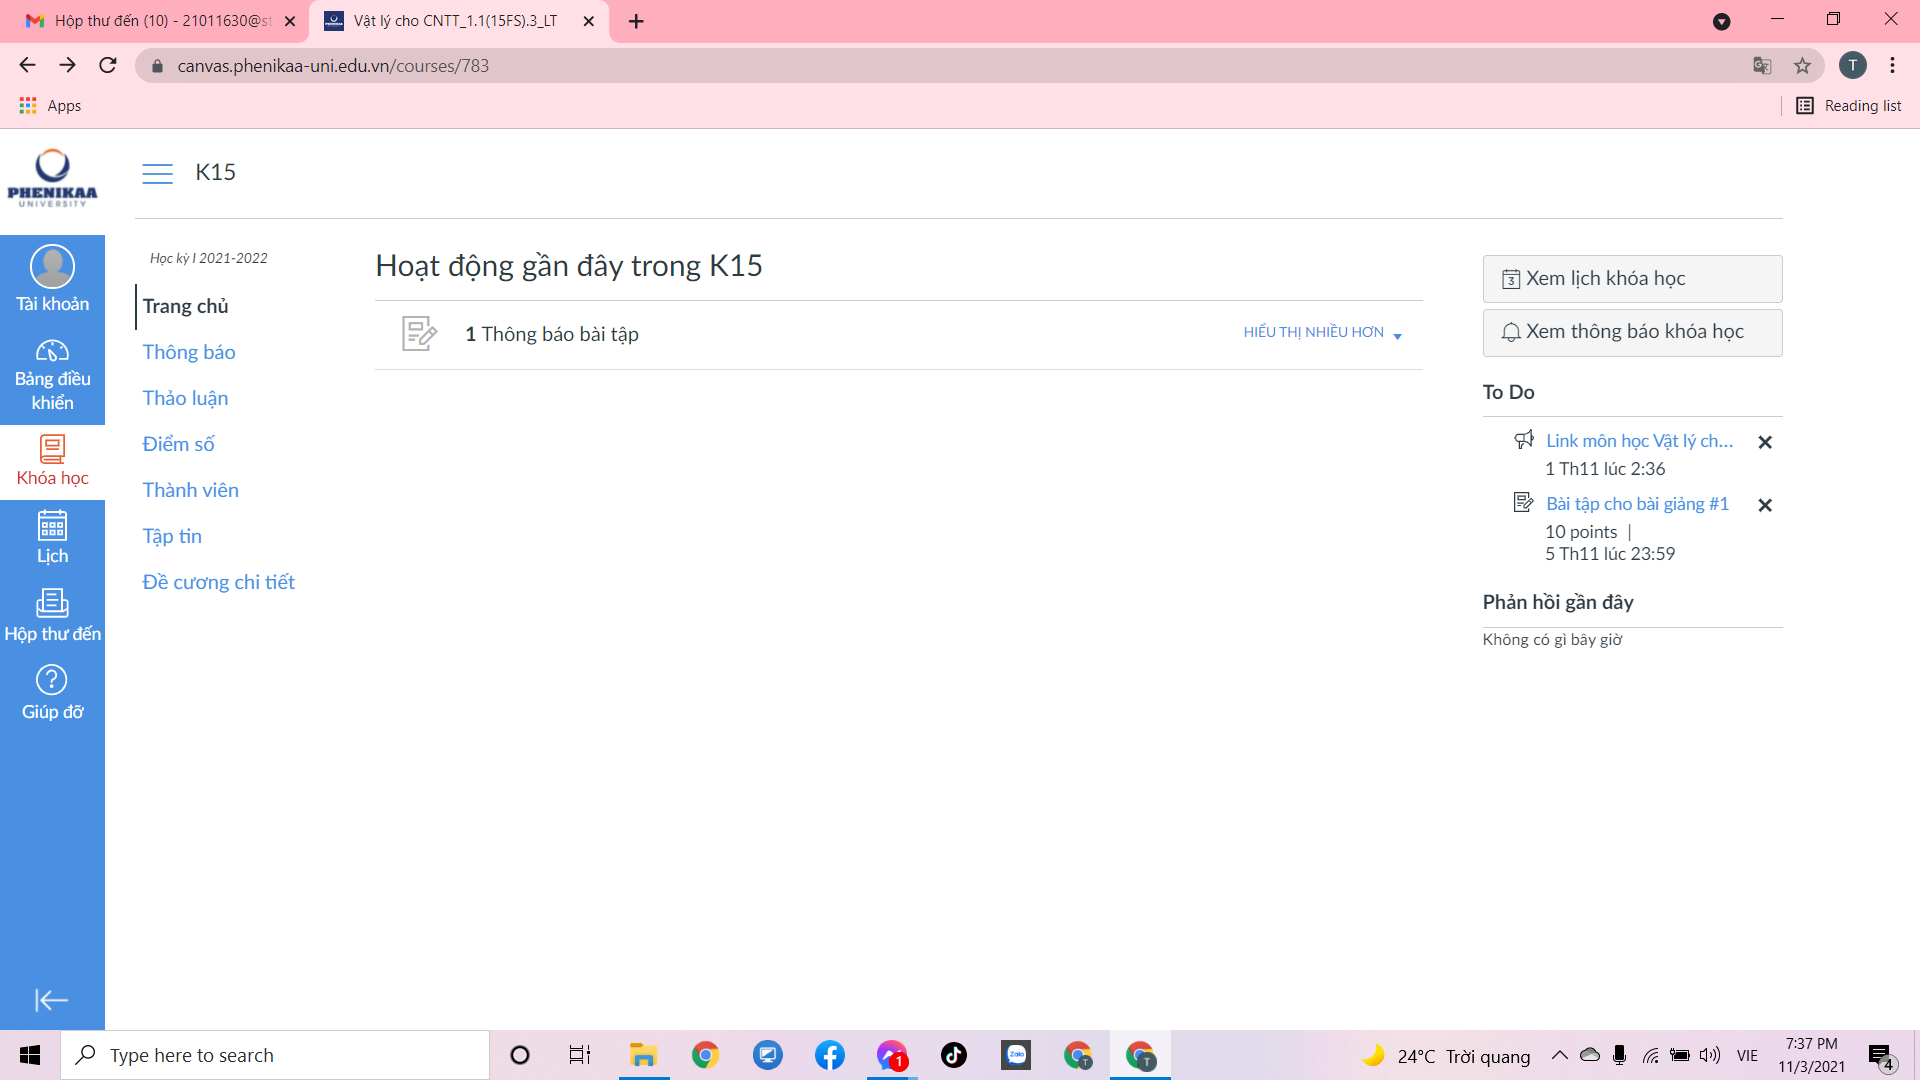 Hộp thư đến (10) - 21011630@st
Vật lý cho CNTT_1.1(15FS).3_LT
canvas.phenikaa-uni.edu.vn/courses/783
T
Apps
Reading list
PHENIKAA
UNIVERSITY
K15
Tài khoản
Bảng điều
khiển
Khóa học
Lịch
Hộp thư đến
Giúp đỡ
Học kỳ I 2021-2022
Trang chủ
Thông báo
Thảo luận
Điểm số
Thành viên
Tập tin
Đề cương chi tiết
Hoạt động gần đây trong K15
1 Thông báo bài tập
HIỂU THỊ NHIỀU HƠN
3 Xem lịch khóa học
Xem thông báo khóa học
To Do
Link môn học Vật lý ch...
1 Th11 lúc 2:36
Bài tập cho bài giảng #1
10 points |
5 Th11 lúc 23:59
Phản hồi gần đây
Không có gì bây giờ
Type here to search
1
Zalo
T
T
24°C Trời quang
VIE
7:37 PM
11/3/2021
4